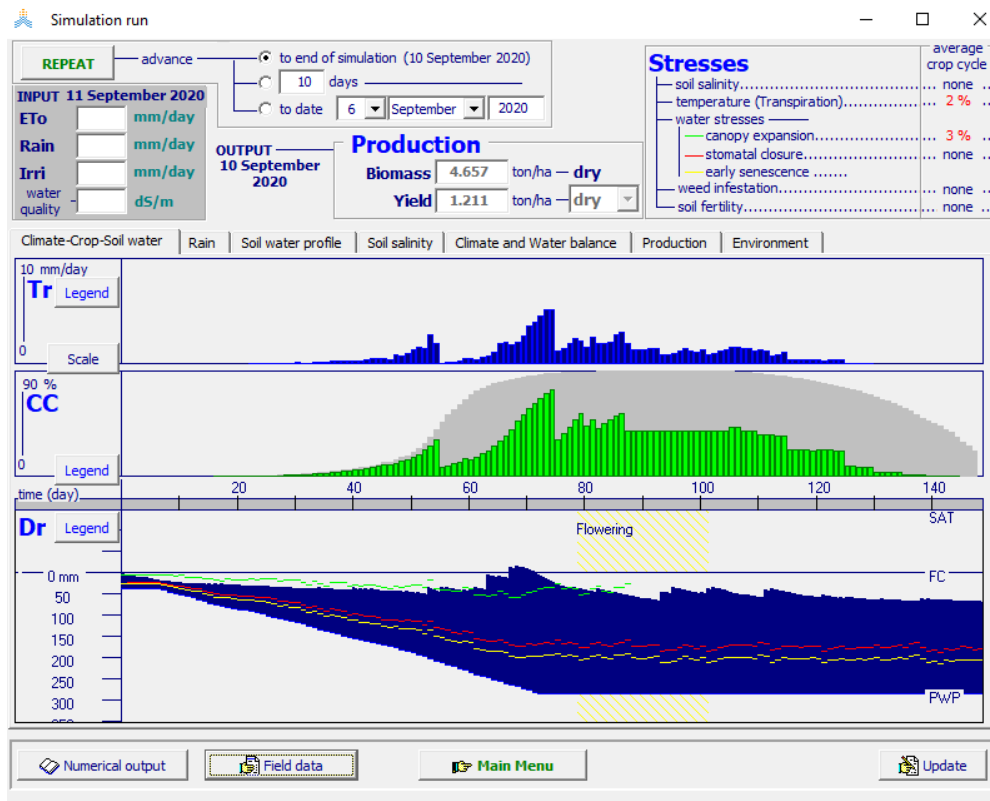 Simulation run
REPEAT
advance
to end of simulation (10 September 2020)
10 days
to date 6 September 2020
INPUT 11 September 2020
ETo mm/day
Rain mm/day
Irri mm/day
water quality dS/m
OUTPUT
10 September
2020
Production
Biomass 4.657 ton/ha dry
Yield 1.211 ton/ha dry
Stresses
average
crop cycle
soil salinity................................................ none ..
temperature (Transpiration)................ 2 % ...
water stresses
canopy expansion........................ 3 % ...
stomatal closure........................... none ...
early senescence .......
weed infestation.................................... none ..
soil fertility............................................. none ..
Climate-Crop-Soil water
Rain
Soil water profile
Soil salinity
Climate and Water balance
Production
Environment
10 mm/day
Tr
Legend
0
Scale
90 %
CC
0
Legend
time (day)
20 40 60 80 100 120 140
Dr
Legend
SAT
Flowering
0 mm
FC
50
100
150
200
250
300
PWP
Numerical output
Field data
Main Menu
Update